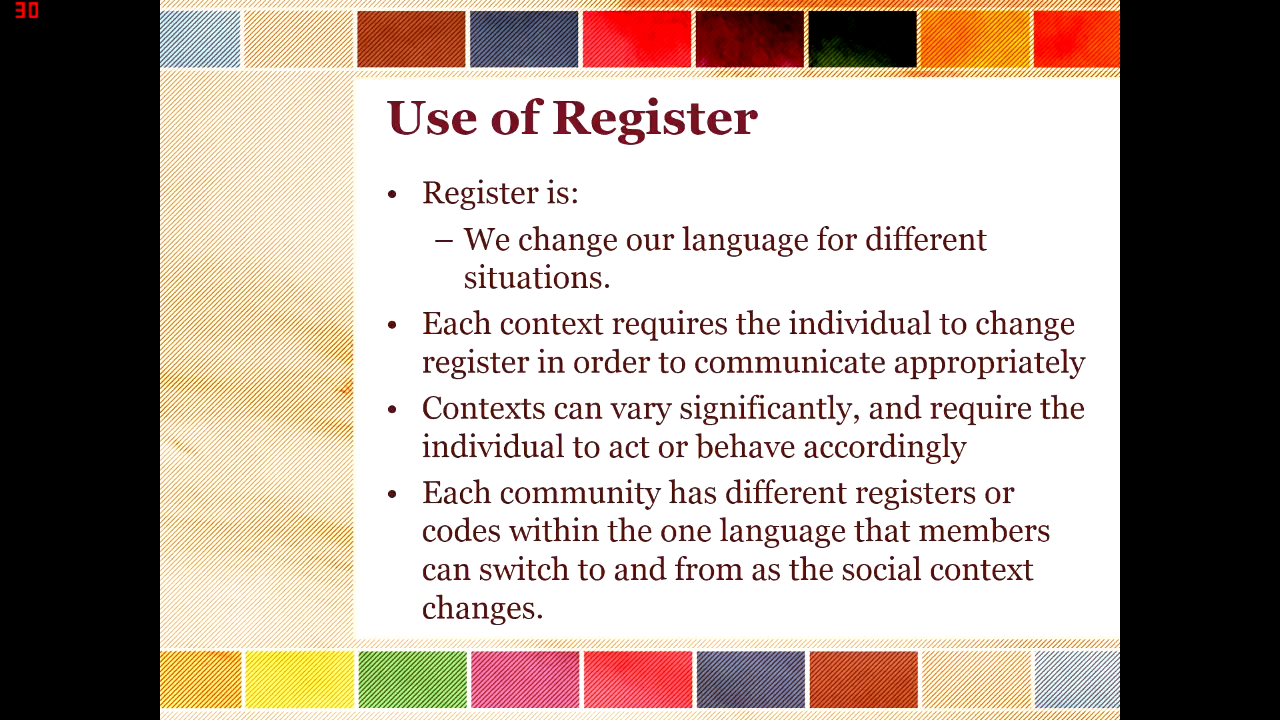 30
Use of Register
• Register is:
– We change our language for different
situations.
• Each context requires the individual to change
register in order to communicate appropriately
• Contexts can vary significantly, and require the
individual to act or behave accordingly
• Each community has different registers or
codes within the one language that members
can switch to and from as the social context
changes.